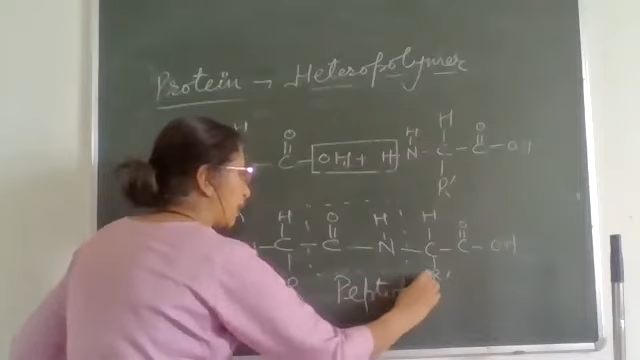 Protein → Heteropolymer
H H H
O O
C - OH + H - N - C - C - OH
R'
H O H H O
C - C - N - C - C - OH
R R'
Pept